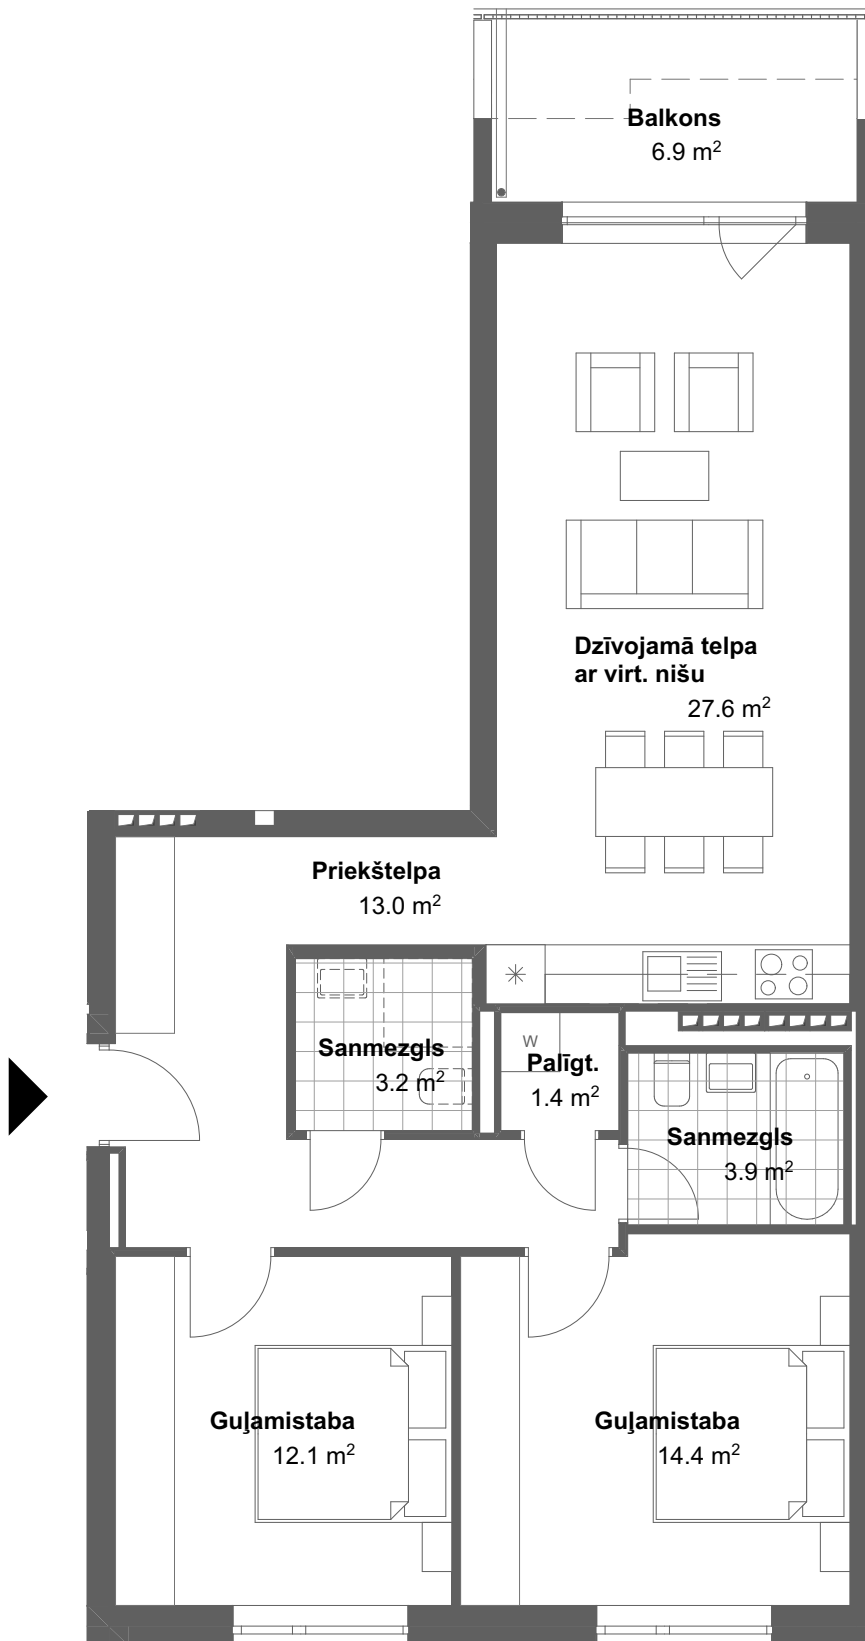 Balkons
6.9 m²
Dzīvojamā telpa
ar virt. nišu
27.6 m²
Priekštelpa
13.0 m²
Sanmezgls
3.2 m²
W
Palīgt.
1.4 m²
Sanmezgls
3.9 m²
Guļamistaba
12.1 m²
Guļamistaba
14.4 m²